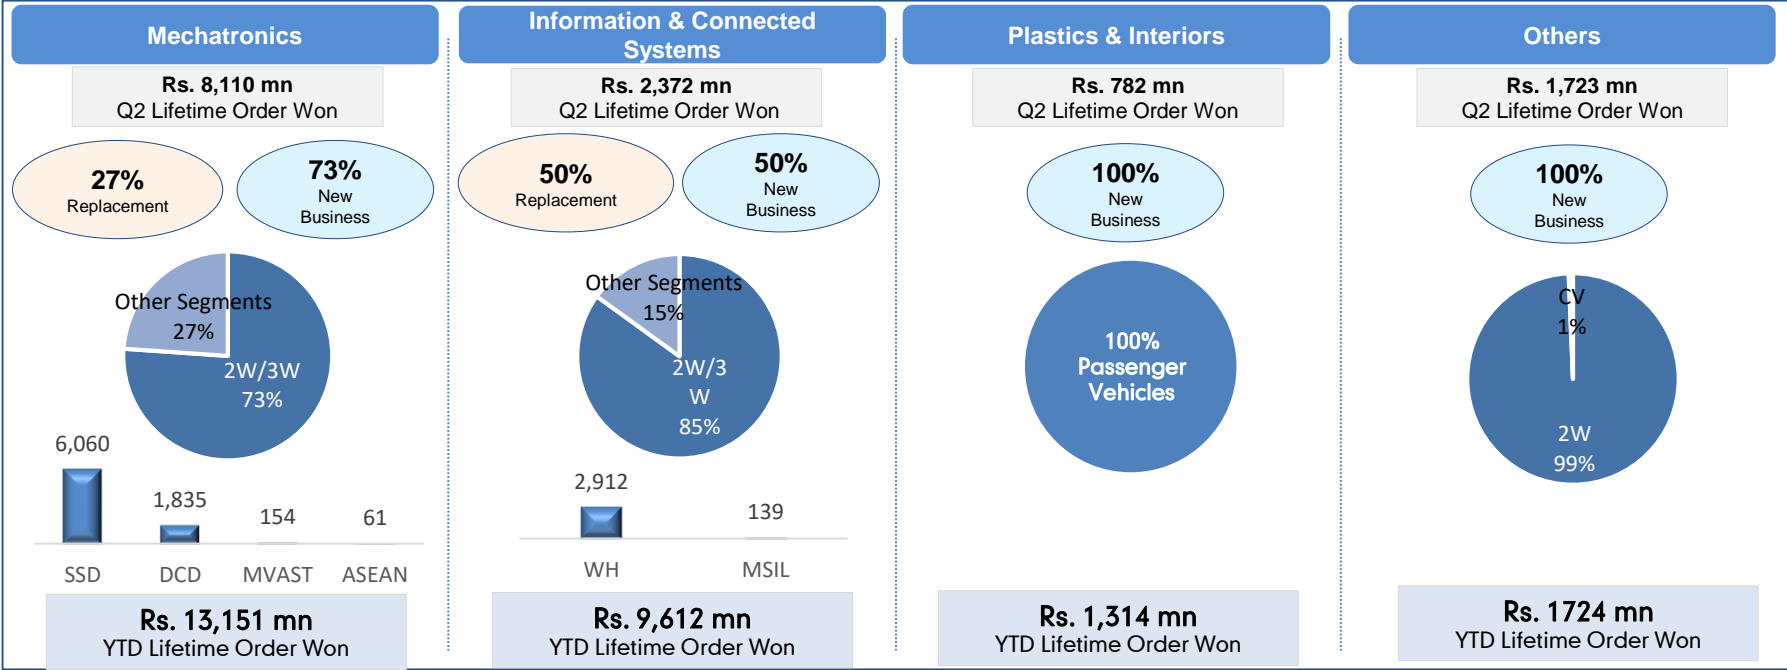 Mechatronics
Rs. 8,110 mn
Q2 Lifetime Order Won
27%
Replacement
73%
New
Business
Other Segments
27%
2W/3W
73%
6,060
1,835
154
61
SSD
DCD
MVAST
ASEAN
Rs. 13,151 mn
YTD Lifetime Order Won
Information & Connected
Systems
Rs. 2,372 mn
Q2 Lifetime Order Won
50%
Replacement
50%
New
Business
Other Segments
15%
2W/3
W
85%
2,912
139
WH
MSIL
Rs. 9,612 mn
YTD Lifetime Order Won
Plastics & Interiors
Rs. 782 mn
Q2 Lifetime Order Won
100%
New
Business
100%
Passenger
Vehicles
Rs. 1,314 mn
YTD Lifetime Order Won
Others
Rs. 1,723 mn
Q2 Lifetime Order Won
100%
New
Business
CV
1%
2W
99%
Rs. 1724 mn
YTD Lifetime Order Won